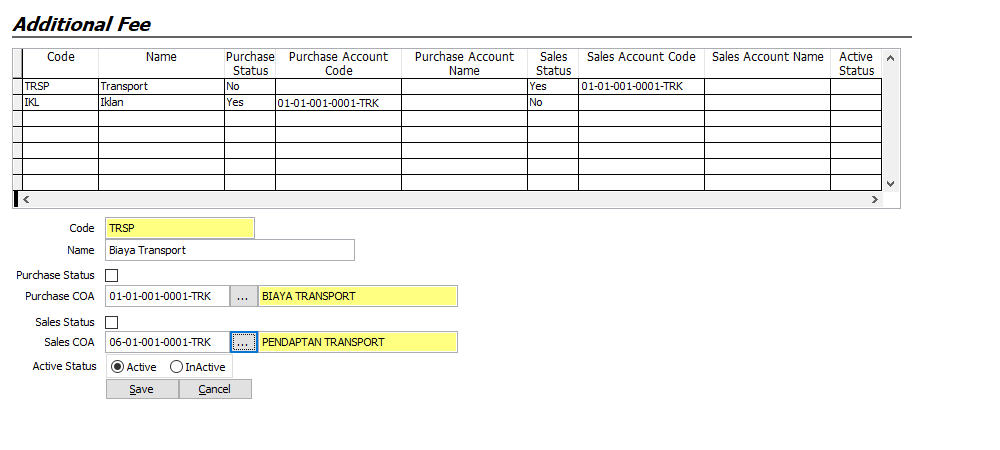 Additional Fee
Code Name Purchase Status Purchase Account Code Purchase Account Name Sales Status Sales Account Code Sales Account Name Active Status
TRSP Transport No Yes 01-01-001-0001-TRK
IKL Iklan Yes 01-01-001-0001-TRK No
Code TRSP
Name Biaya Transport
Purchase Status
Purchase COA 01-01-001-0001-TRK ... BIAYA TRANSPORT
Sales Status
Sales COA 06-01-001-0001-TRK ... PENDAPTAN TRANSPORT
Active Status Active InActive
Save Cancel